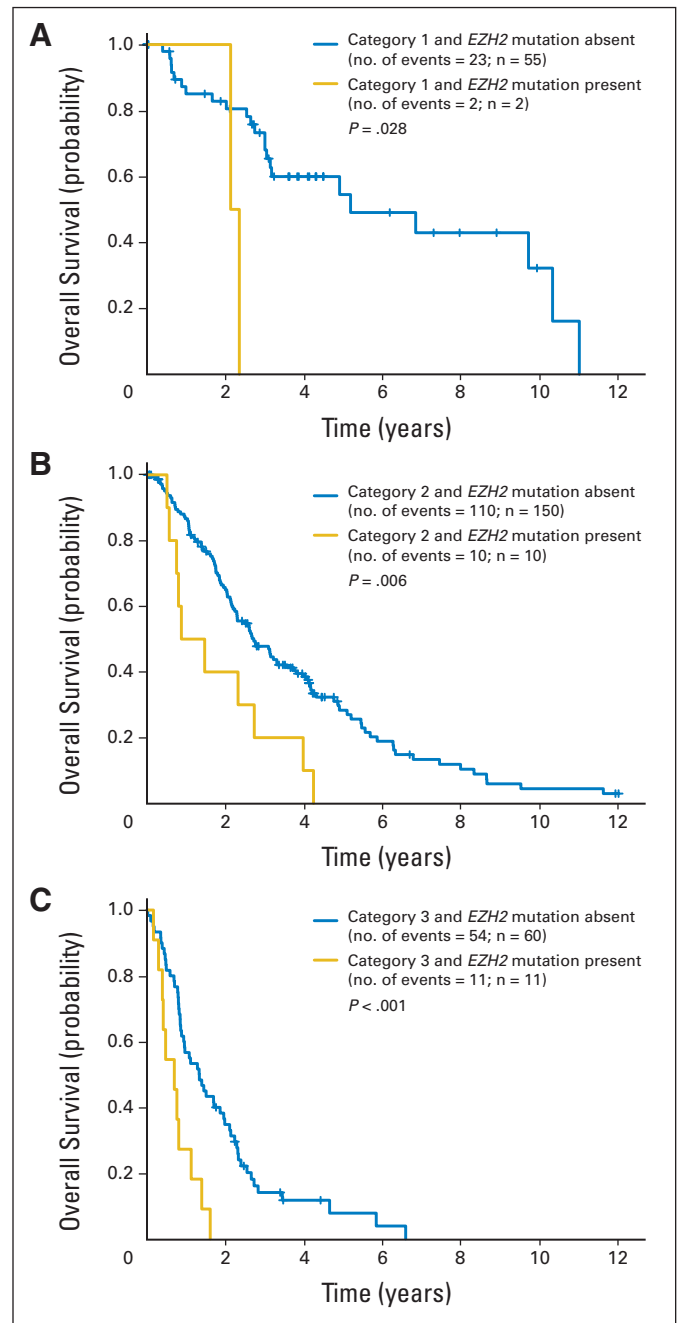 A
Category 1 and EZH2 mutation absent
(no. of events = 23; n = 55)
Category 1 and EZH2 mutation present
(no. of events = 2; n = 2)
P = .028
Overall Survival (probability)
1.0
0.8
0.6
0.4
0.2
0 2 4 6 8 10 12
Time (years)
B
Category 2 and EZH2 mutation absent
(no. of events = 110; n = 150)
Category 2 and EZH2 mutation present
(no. of events = 10; n = 10)
P = .006
Overall Survival (probability)
1.0
0.8
0.6
0.4
0.2
0 2 4 6 8 10 12
Time (years)
C
Category 3 and EZH2 mutation absent
(no. of events = 54; n = 60)
Category 3 and EZH2 mutation present
(no. of events = 11; n = 11)
P < .001
Overall Survival (probability)
1.0
0.8
0.6
0.4
0.2
0 2 4 6 8 10 12
Time (years)